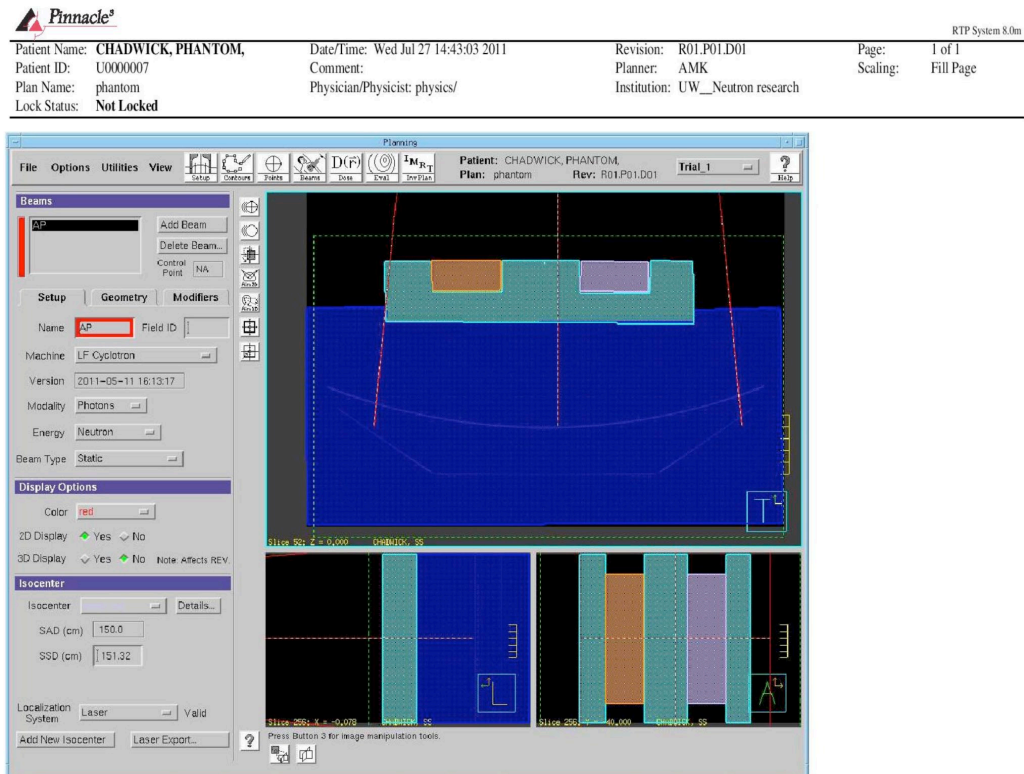 Pinnacle³
RTP System 8.0m
Patient Name: CHADWICK, PHANTOM, Date/Time: Wed Jul 27 14:43:03 2011 Revision: R01.P01.D01 Page: 1 of 1
Patient ID: U0000007 Comment: Planner: AMK Scaling: Fill Page
Plan Name: phantom Physician/Physicist: physics/ Institution: UW__Neutron research
Lock Status: Not Locked
Planning
File Options Utilities View Setup Contours Points Beams D(r) Dose Eval IMRT InvPlan Patient: CHADWICK, PHANTOM, Trial_1 ? Help
Plan: phantom Rev: R01.P01.D01
Beams
AP
Add Beam
Delete Beam...
Control Point NA
Setup Geometry Modifiers
Name AP Field ID
Machine LF Cyclotron
Version 2011-05-11 16:13:17
Modality Photons
Energy Neutron
Beam Type Static
Display Options
Color red
2D Display Yes No
3D Display Yes No Note: Affects REV.
Isocenter
Isocenter Details...
SAD (cm) 150.0
SSD (cm) 151.32
Localization System Laser Valid
Add New Isocenter Laser Export... ?
T
Slice 52: Z = 0.000 CHADWICK, SS
L
Slice 256: X = -0.078 CHADWICK, SS
A
Slice 256: Y = -40.000 CHADWICK, SS
Press Button 3 for image manipulation tools.